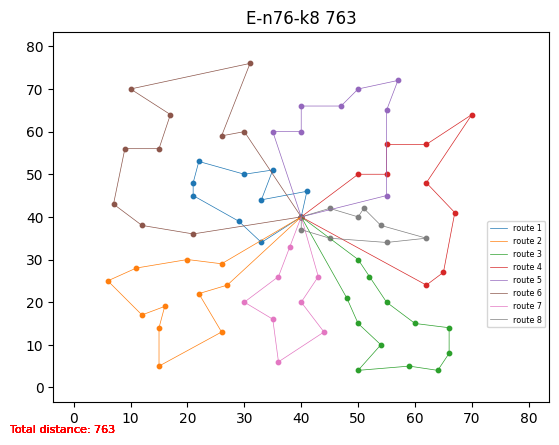 E-n76-k8 763
80
70
60
50
40
30
20
10
0
0 10 20 30 40 50 60 70 80
route 1
route 2
route 3
route 4
route 5
route 6
route 7
route 8
Total distance: 763